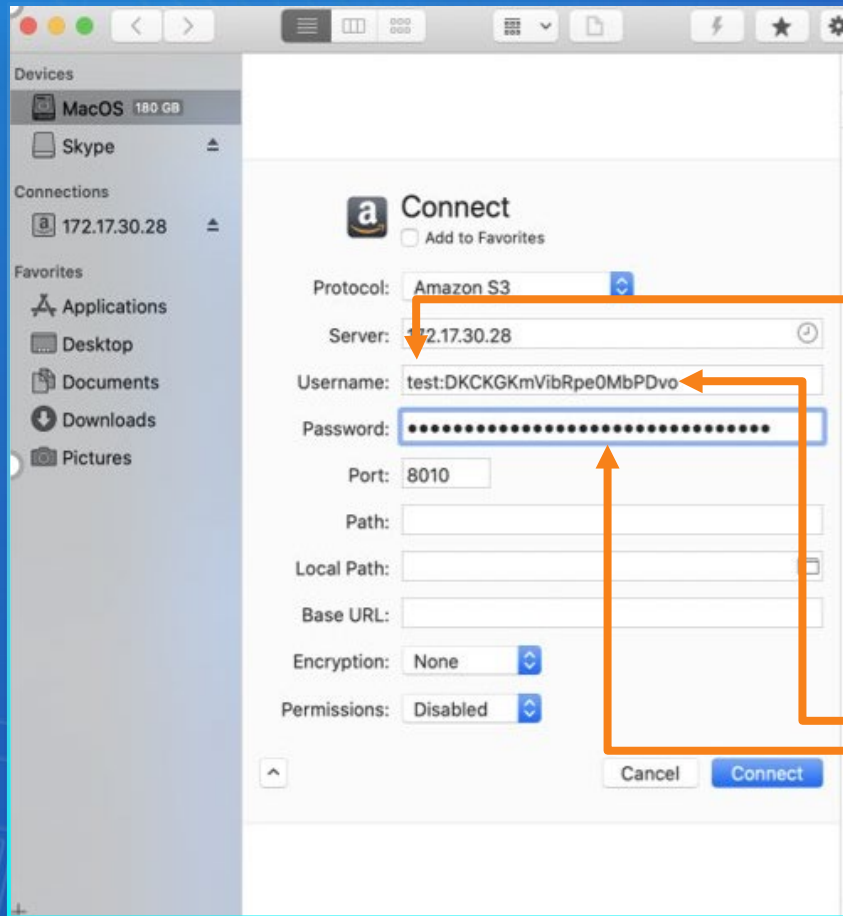 Devices
MacOS 180 GB
Skype
Connections
172.17.30.28
Favorites
Applications
Desktop
Documents
Downloads
Pictures
Connect
Add to Favorites
Protocol: Amazon S3
Server: 172.17.30.28
Username: test:DKCKGKmVibRpe0MbPDvo
Password: ••••••••••••••••••••••••••••••••
Port: 8010
Path:
Local Path:
Base URL:
Encryption: None
Permissions: Disabled
Cancel Connect